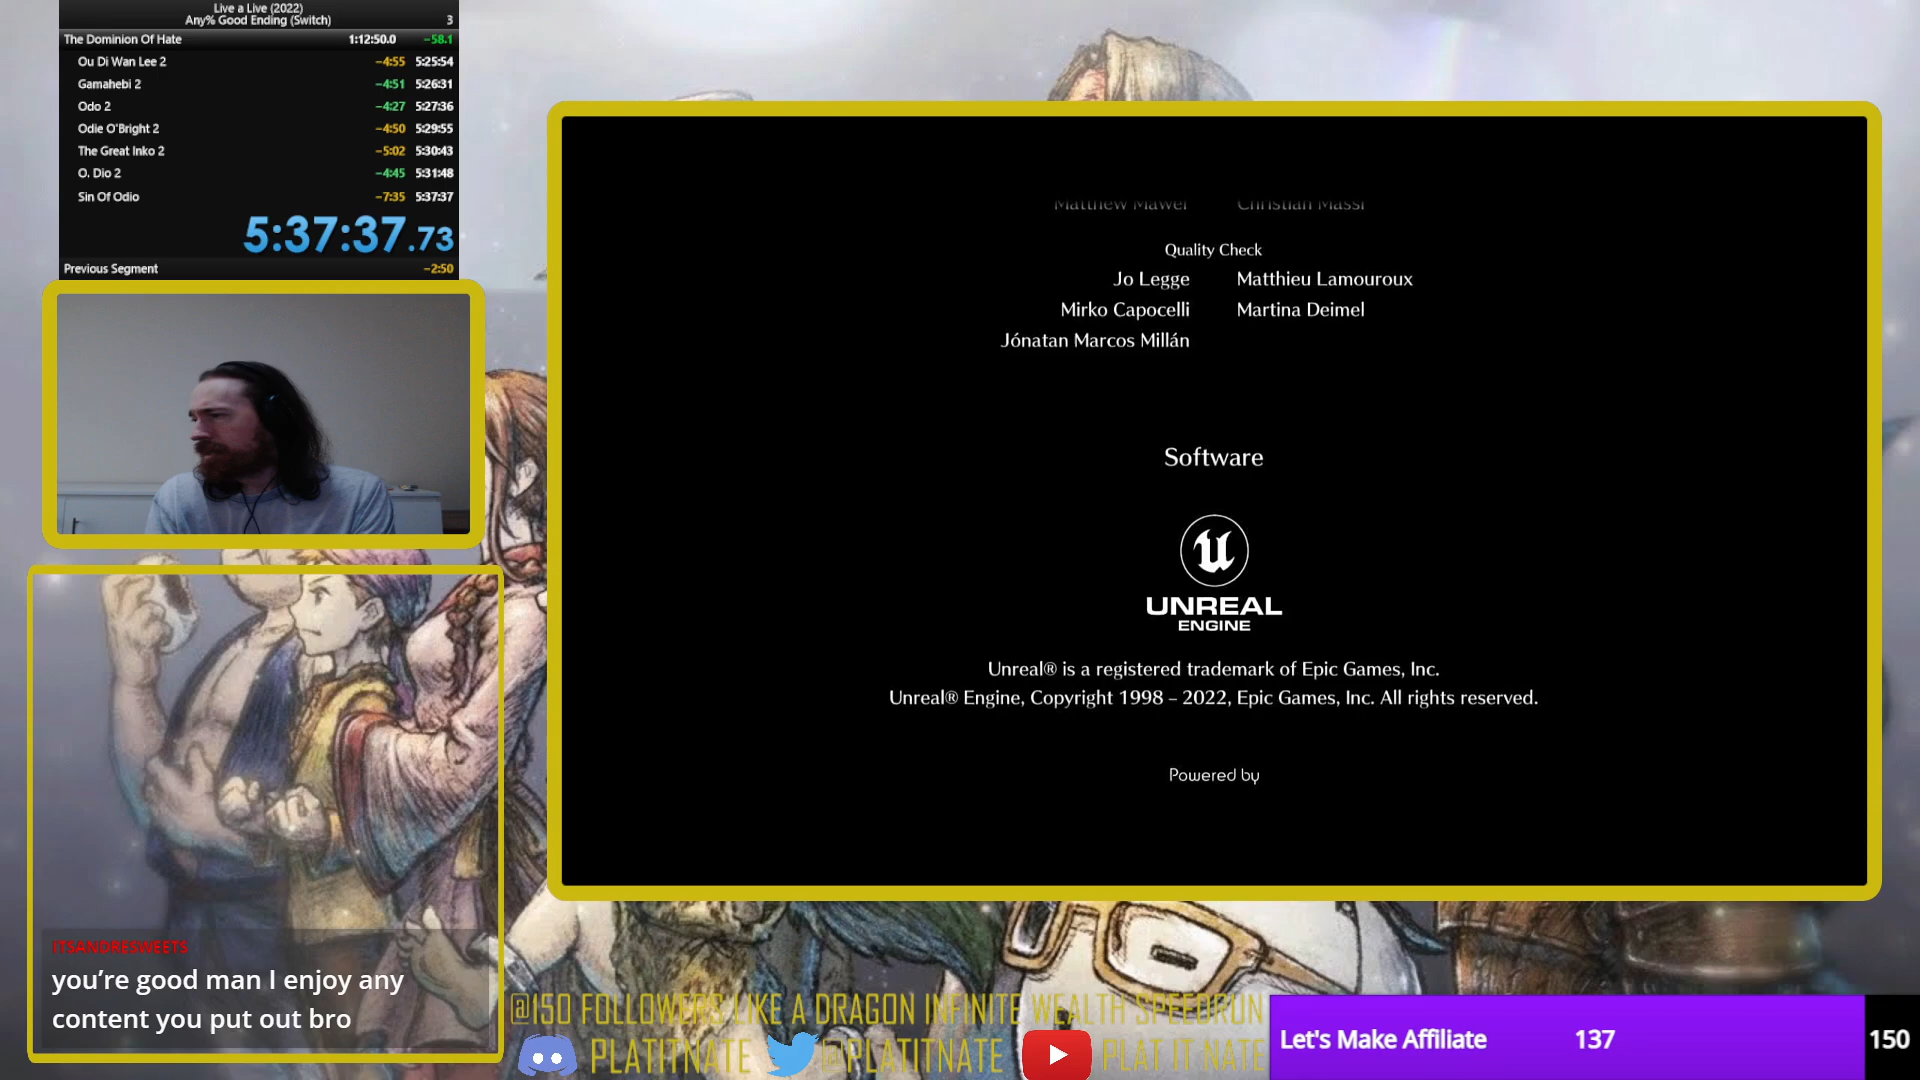 Live a Live (2022)
Any% Good Ending (Switch) 3
The Dominion Of Hate 1:12:50.0 −58.1
Ou Di Wan Lee 2 −4:55 5:25:54
Gamahebi 2 −4:51 5:26:31
Odo 2 −4:27 5:27:36
Odie O'Bright 2 −4:50 5:29:55
The Great Inko 2 −5:02 5:30:43
O. Dio 2 −4:45 5:31:48
Sin Of Odio −7:35 5:37:37
5:37:37.73
Previous Segment −2:50
Matthew Mawer Christian Massi
Quality Check
Jo Legge Matthieu Lamouroux
Mirko Capocelli Martina Deimel
Jónatan Marcos Millán
Software
UNREAL
ENGINE
Unreal® is a registered trademark of Epic Games, Inc.
Unreal® Engine, Copyright 1998 – 2022, Epic Games, Inc. All rights reserved.
Powered by
ITSANDRESWEETS
you're good man I enjoy any
content you put out bro
@150 FOLLOWERS LIKE A DRAGON INFINITE WEALTH SPEEDRUN
PLATITNATE @PLATITNATE PLAT IT NATE
Let's Make Affiliate 137 150